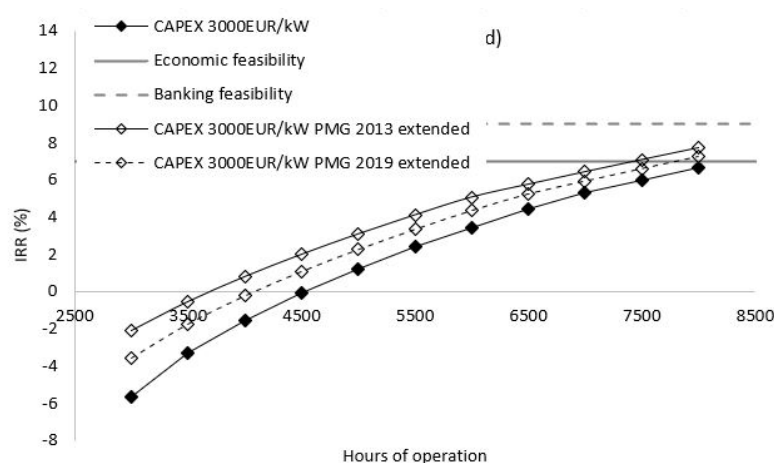 d)
CAPEX 3000EUR/kW
Economic feasibility
Banking feasibility
CAPEX 3000EUR/kW PMG 2013 extended
CAPEX 3000EUR/kW PMG 2019 extended
IRR (%)
14
12
10
8
6
4
2
0
-2
-4
-6
-8
2500 3500 4500 5500 6500 7500 8500
Hours of operation